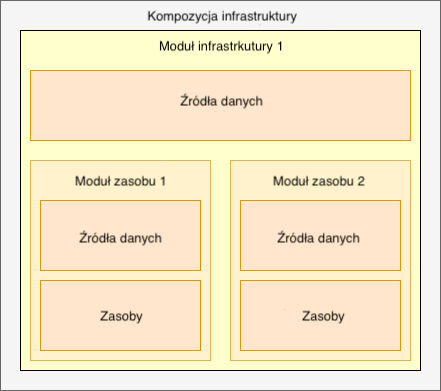 Kompozycja infrastruktury
Moduł infrastrkutury 1
Źródła danych
Moduł zasobu 1
Moduł zasobu 2
Źródła danych
Źródła danych
Zasoby
Zasoby